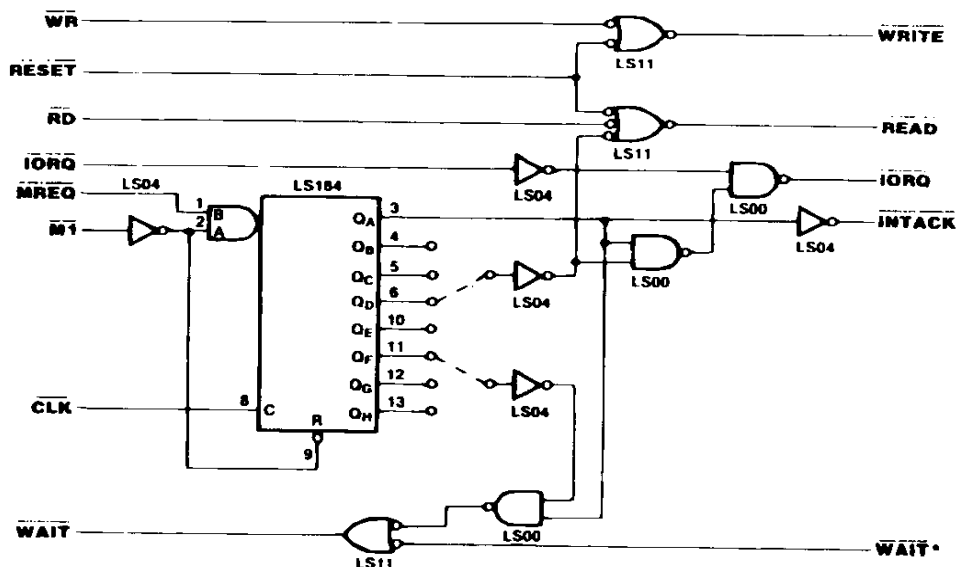 WR
WRITE
LS11
RESET
RD
READ
LS11
IORQ
LS04
IORQ
LS00
MREQ
LS04
LS164
1
B
2
A
M1
QA 3
INTACK
LS04
QB 4
LS00
QC 5
QD 6
LS04
QE 10
QF 11
QG 12
LS04
CLK
8 C
QH 13
R
9
WAIT
LS11
LS00
WAIT*